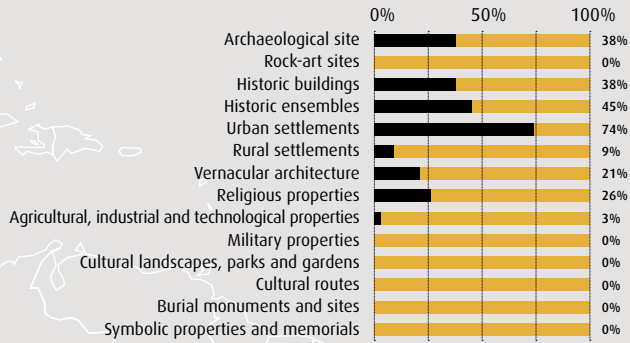 0% 50% 100%
Archaeological site 38%
Rock-art sites 0%
Historic buildings 38%
Historic ensembles 45%
Urban settlements 74%
Rural settlements 9%
Vernacular architecture 21%
Religious properties 26%
Agricultural, industrial and technological properties 3%
Military properties 0%
Cultural landscapes, parks and gardens 0%
Cultural routes 0%
Burial monuments and sites 0%
Symbolic properties and memorials 0%